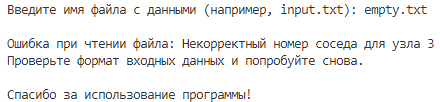 Введите имя файла с данными (например, input.txt): empty.txt
Ошибка при чтении файла: Некорректный номер соседа для узла 3
Проверьте формат входных данных и попробуйте снова.
Спасибо за использование программы!